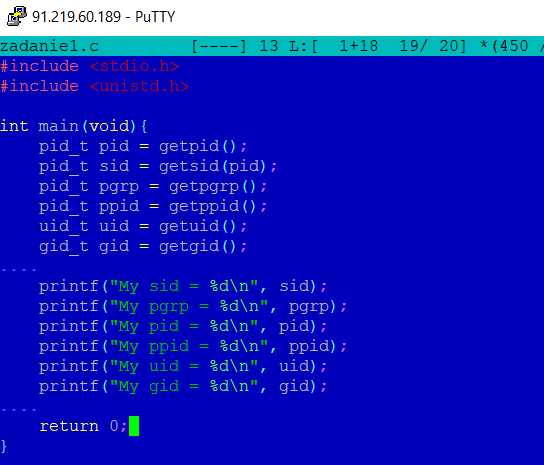 91.219.60.189 - PuTTY
zadanie1.c [----] 13 L:[ 1+18 19/ 20] *(450 /
#include <stdio.h>
#include <unistd.h>
int main(void){
    pid_t pid = getpid();
    pid_t sid = getsid(pid);
    pid_t pgrp = getpgrp();
    pid_t ppid = getppid();
    uid_t uid = getuid();
    gid_t gid = getgid();
....
    printf("My sid = %d\n", sid);
    printf("My pgrp = %d\n", pgrp);
    printf("My pid = %d\n", pid);
    printf("My ppid = %d\n", ppid);
    printf("My uid = %d\n", uid);
    printf("My gid = %d\n", gid);
....
    return 0;
}